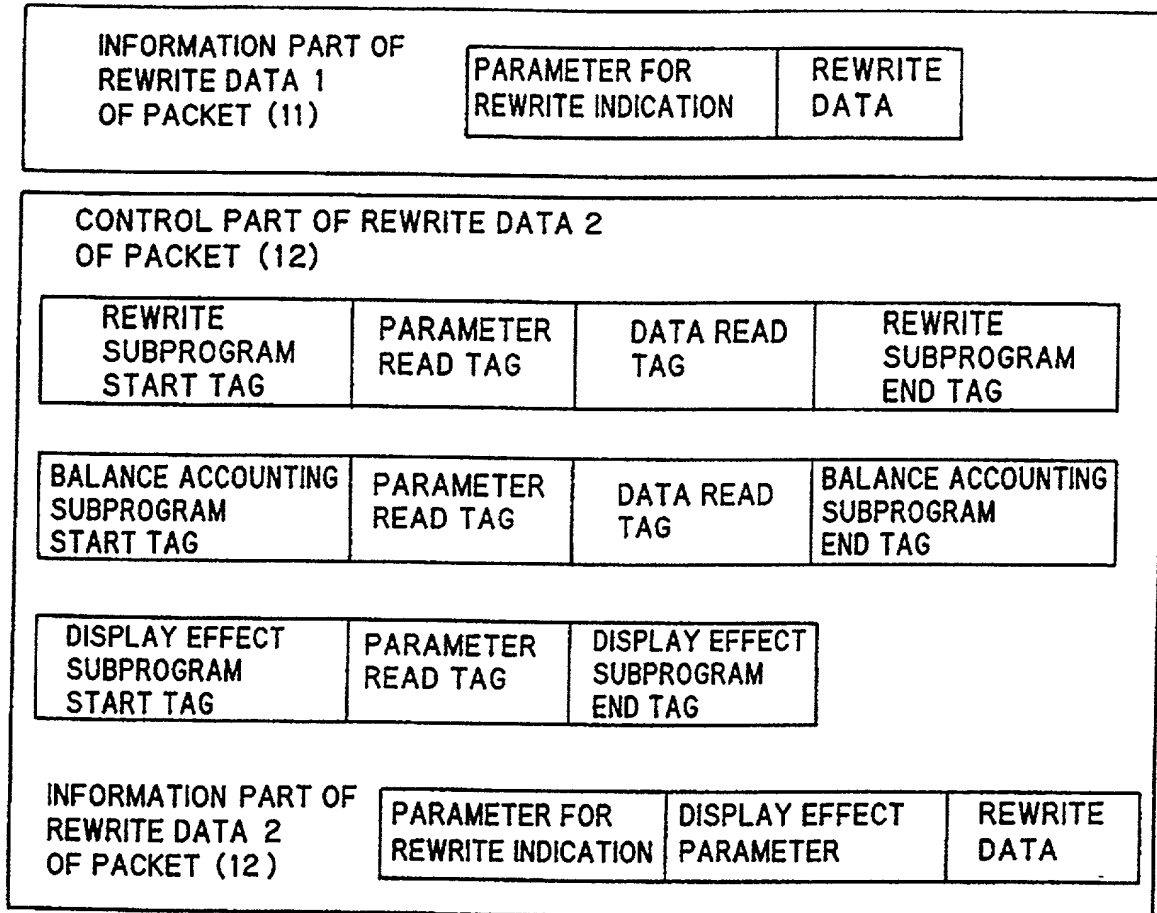 INFORMATION PART OF
REWRITE DATA 1
OF PACKET (11)
PARAMETER FOR
REWRITE INDICATION
REWRITE
DATA
CONTROL PART OF REWRITE DATA 2
OF PACKET (12)
REWRITE
SUBPROGRAM
START TAG
PARAMETER
READ TAG
DATA READ
TAG
REWRITE
SUBPROGRAM
END TAG
BALANCE ACCOUNTING
SUBPROGRAM
START TAG
PARAMETER
READ TAG
DATA READ
TAG
BALANCE ACCOUNTING
SUBPROGRAM
END TAG
DISPLAY EFFECT
SUBPROGRAM
START TAG
PARAMETER
READ TAG
DISPLAY EFFECT
SUBPROGRAM
END TAG
INFORMATION PART OF
REWRITE DATA 2
OF PACKET (12)
PARAMETER FOR
REWRITE INDICATION
DISPLAY EFFECT
PARAMETER
REWRITE
DATA